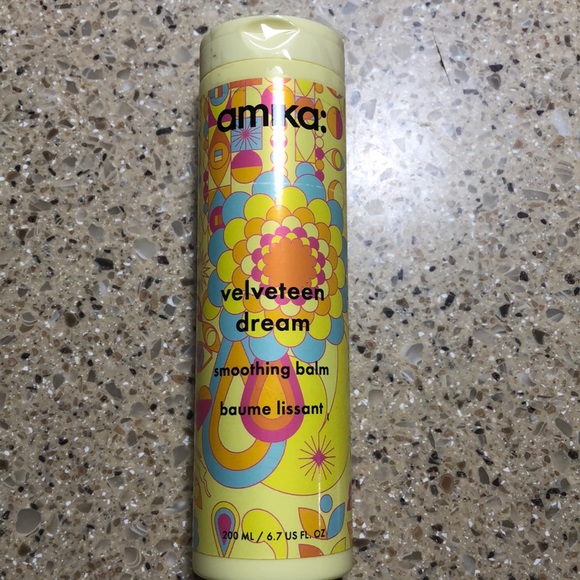 amika:
velveteen
dream
smoothing balm
baume lissant
200 ML / 6.7 US FL. OZ